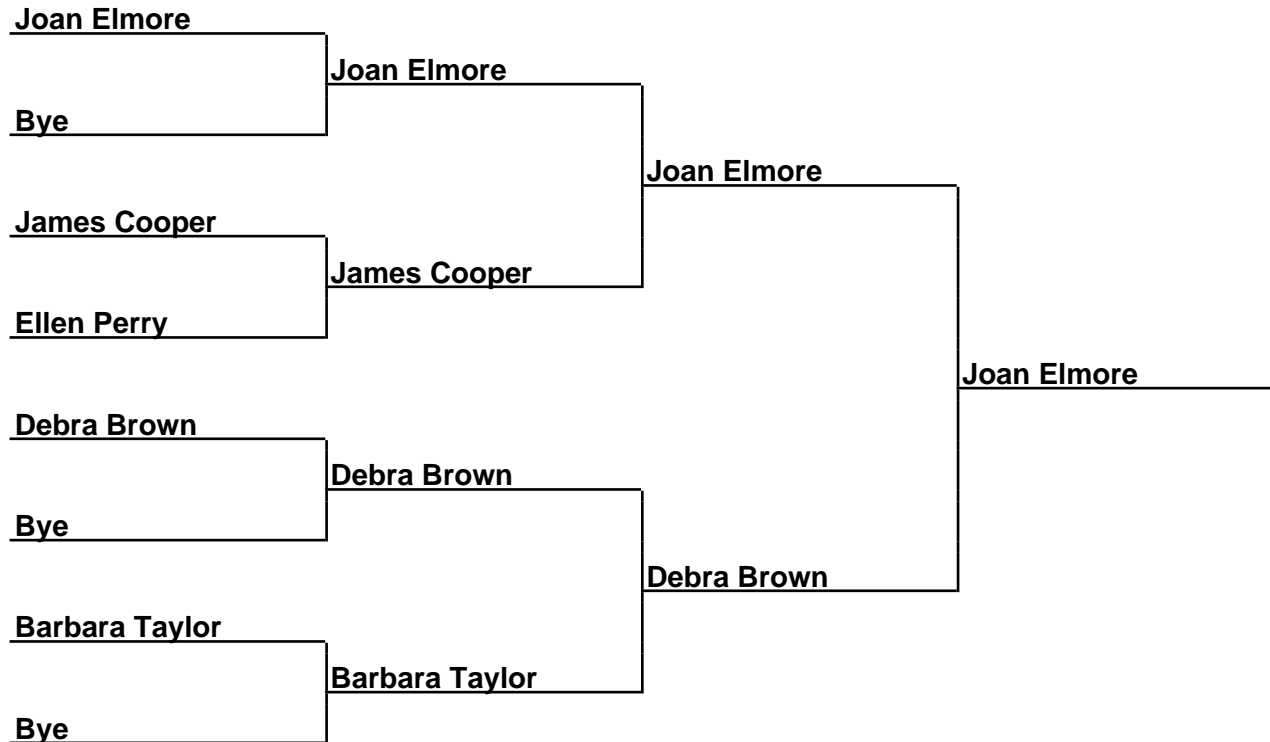 Joan Elmore
Joan Elmore
Bye
Joan Elmore
James Cooper
James Cooper
Ellen Perry
Joan Elmore
Debra Brown
Debra Brown
Bye
Debra Brown
Barbara Taylor
Barbara Taylor
Bye